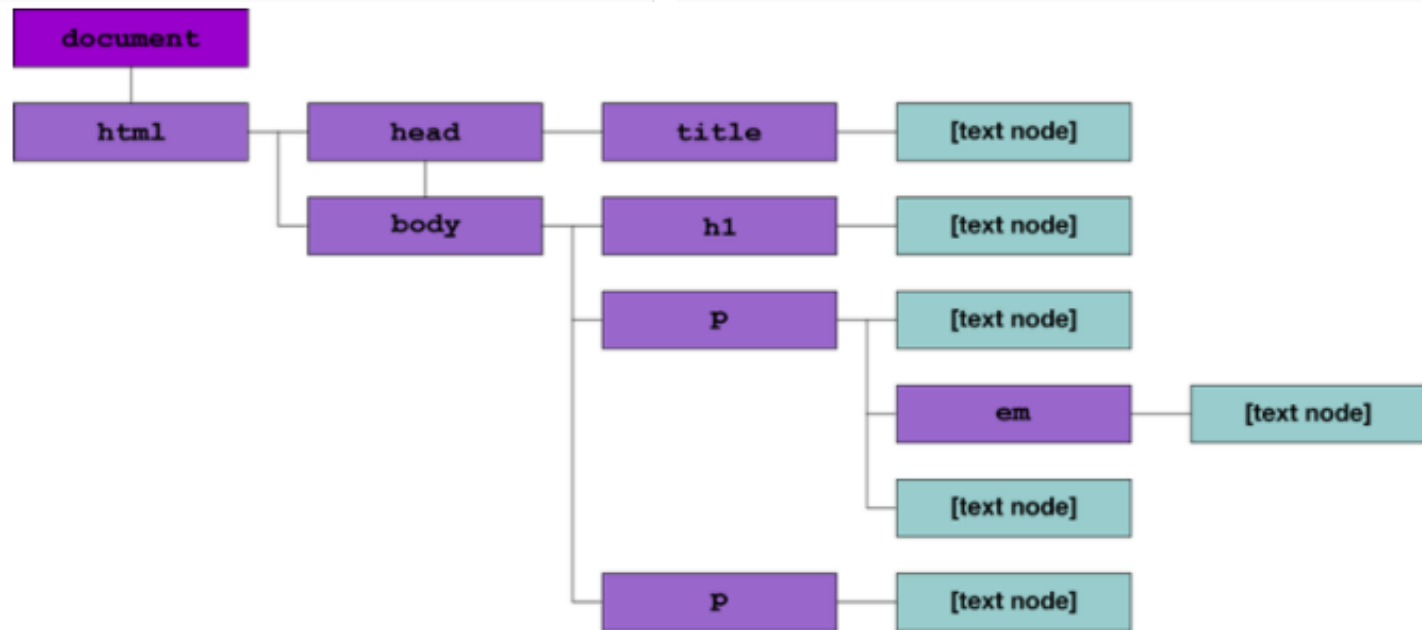 document
html head title [text node]
body h1 [text node]
p [text node]
em [text node]
[text node]
p [text node]